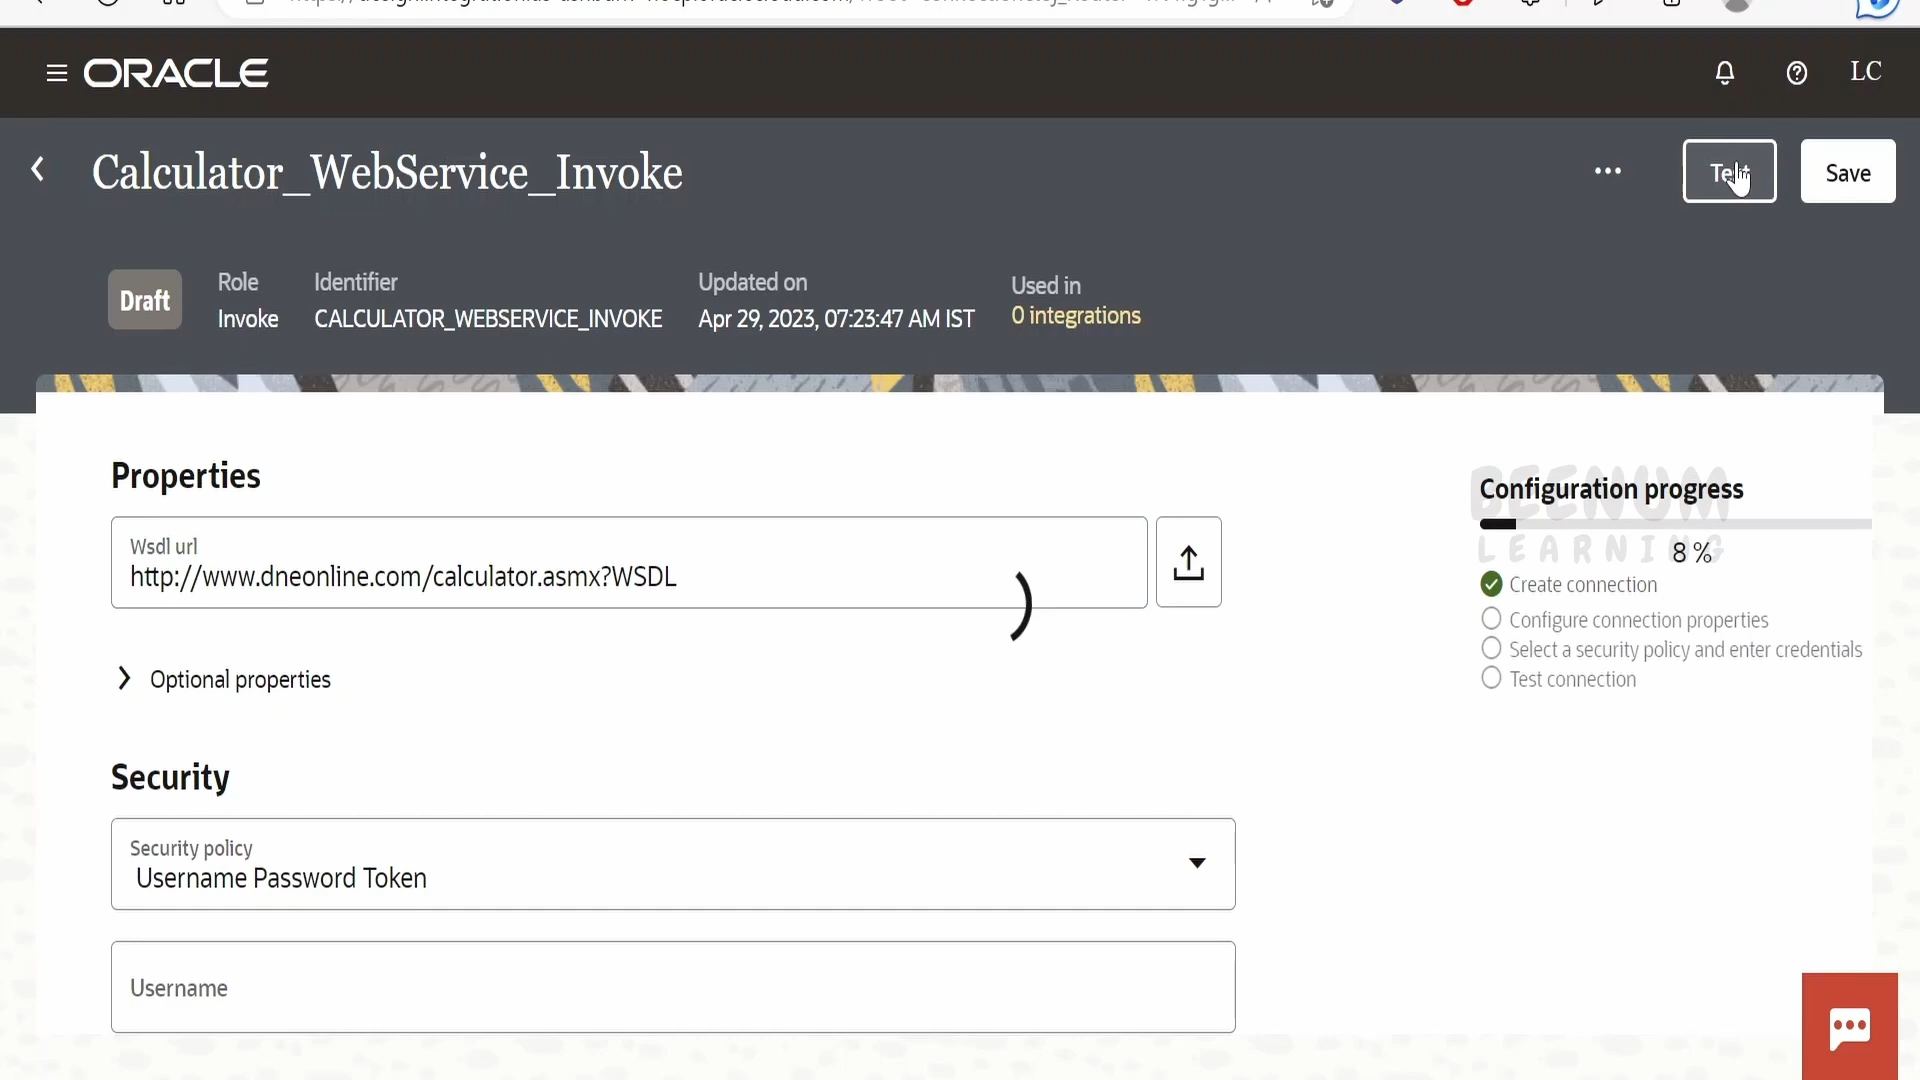 ORACLE
LC
Calculator_WebService_Invoke
Save
Draft
Role
Invoke
Identifier
CALCULATOR_WEBSERVICE_INVOKE
Updated on
Apr 29, 2023, 07:23:47 AM IST
Used in
0 integrations
Properties
Wsdl url
http://www.dneonline.com/calculator.asmx?WSDL
Optional properties
Security
Security policy
Username Password Token
Username
BEENUM
LEARNING
Configuration progress
8 %
Create connection
Configure connection properties
Select a security policy and enter credentials
Test connection